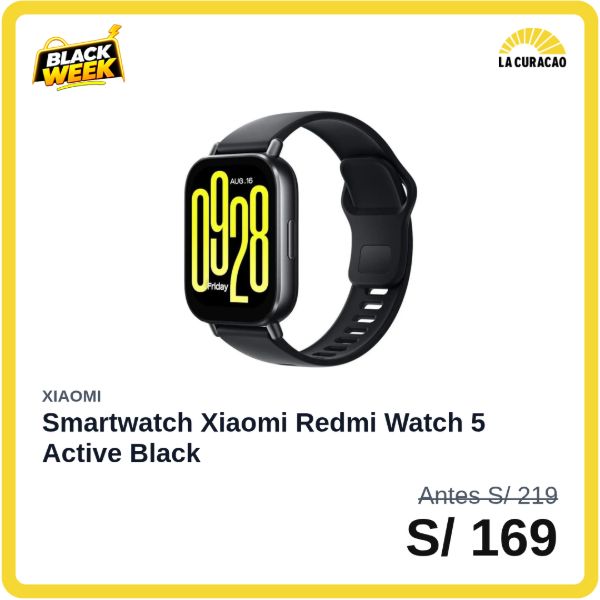 BLACK
WEEK
LA CURACAO
AUG.16
09
28
Friday
XIAOMI
Smartwatch Xiaomi Redmi Watch 5
Active Black
Antes S/ 219
S/ 169